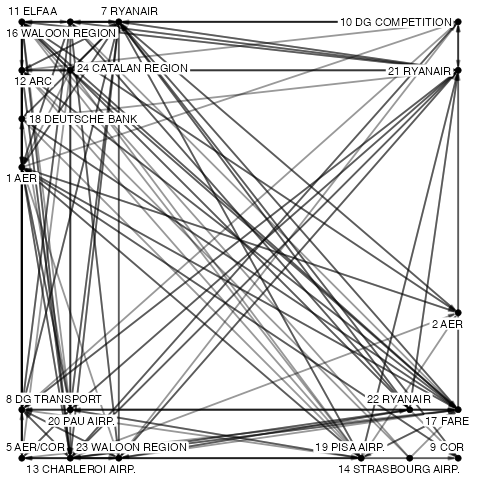 11 ELFAA
7 RYANAIR
10 DG COMPETITION
16 WALOON REGION
24 CATALAN REGION
21 RYANAIR
12 ARC
18 DEUTSCHE BANK
1 AER
2 AER
8 DG TRANSPORT
22 RYANAIR
20 PAU AIRP.
17 FARE
5 AER/COR
23 WALOON REGION
19 PISA AIRP.
9 COR
13 CHARLEROI AIRP.
14 STRASBOURG AIRP.